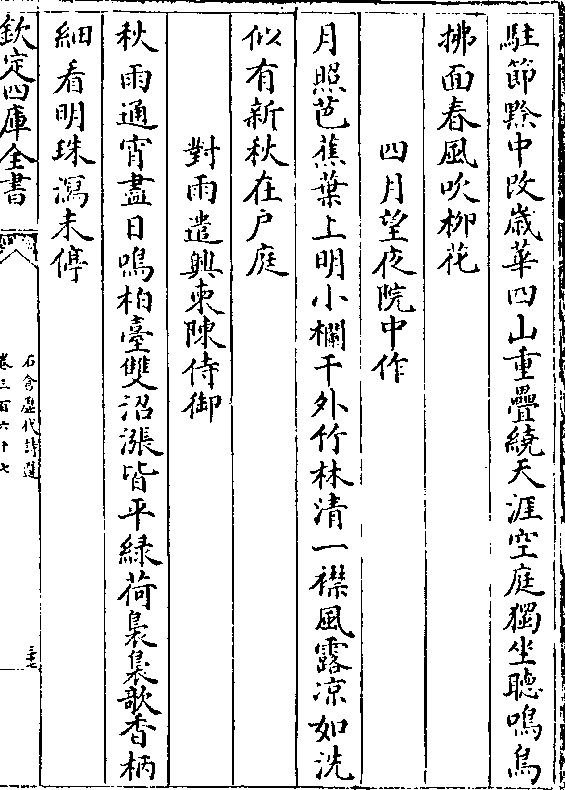 駐節黔中改歳華四山重疊繞天涯空庭獨坐聽鳴鳥
拂面春風吹栁花
四月望夜院中作
月照芭蕉葉上明小欄干外竹林清一襟風露凉如洗
似有新秋在户庭
對雨遣興柬陳侍御
秋雨通宵盡日鳴柏臺雙沼漲皆平緑荷裊裊歌香柄
細看明珠瀉未停
欽定四庫全書
石倉歴代詩選
卷三百六十七
三七